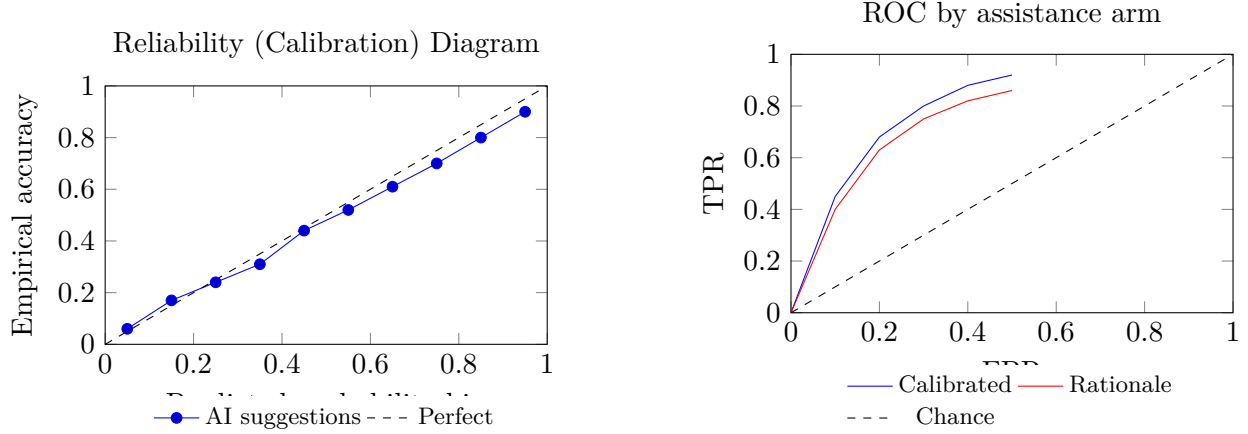 Reliability (Calibration) Diagram
1
0.8
0.6
0.4
0.2
0
Empirical accuracy
0 0.2 0.4 0.6 0.8 1
AI suggestions Perfect
ROC by assistance arm
1
0.8
0.6
0.4
0.2
0
TPR
0 0.2 0.4 0.6 0.8 1
Calibrated Rationale
Chance